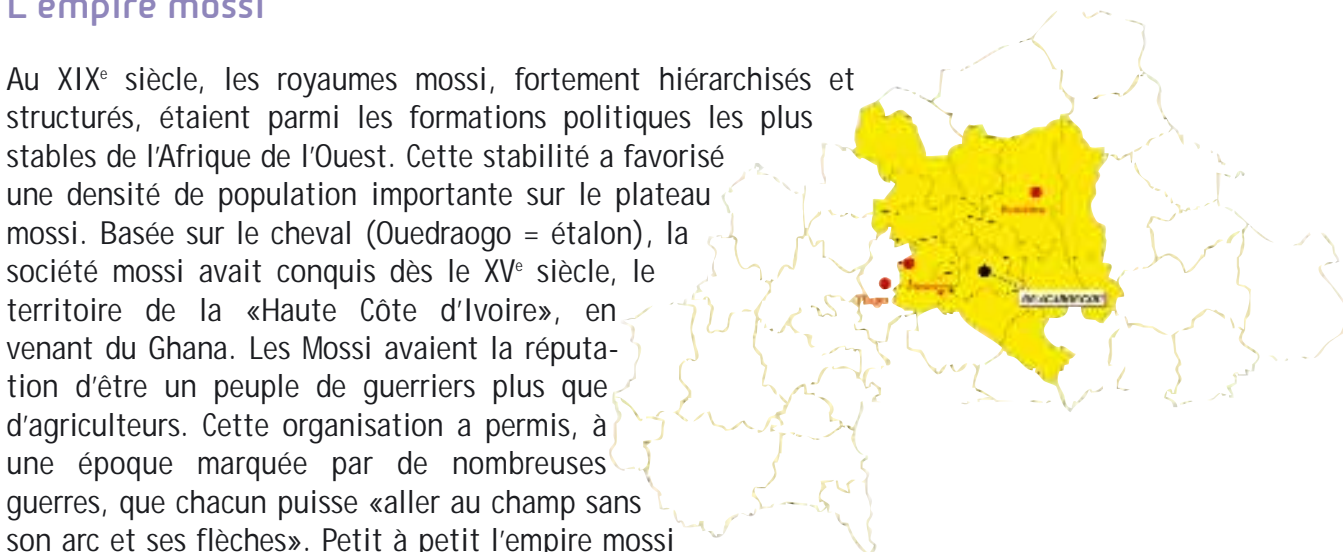 L'empire mossi
Au XIXe siècle, les royaumes mossi, fortement hiérarchisés et
structurés, étaient parmi les formations politiques les plus
stables de l'Afrique de l'Ouest. Cette stabilité a favorisé
une densité de population importante sur le plateau
mossi. Basée sur le cheval (Ouedraogo = étalon), la
société mossi avait conquis dès le XVe siècle, le
territoire de la «Haute Côte d'Ivoire», en
venant du Ghana. Les Mossi avaient la réputa-
tion d'être un peuple de guerriers plus que
d'agriculteurs. Cette organisation a permis, à
une époque marquée par de nombreuses
guerres, que chacun puisse «aller au champ sans
son arc et ses flèches». Petit à petit l'empire mossi